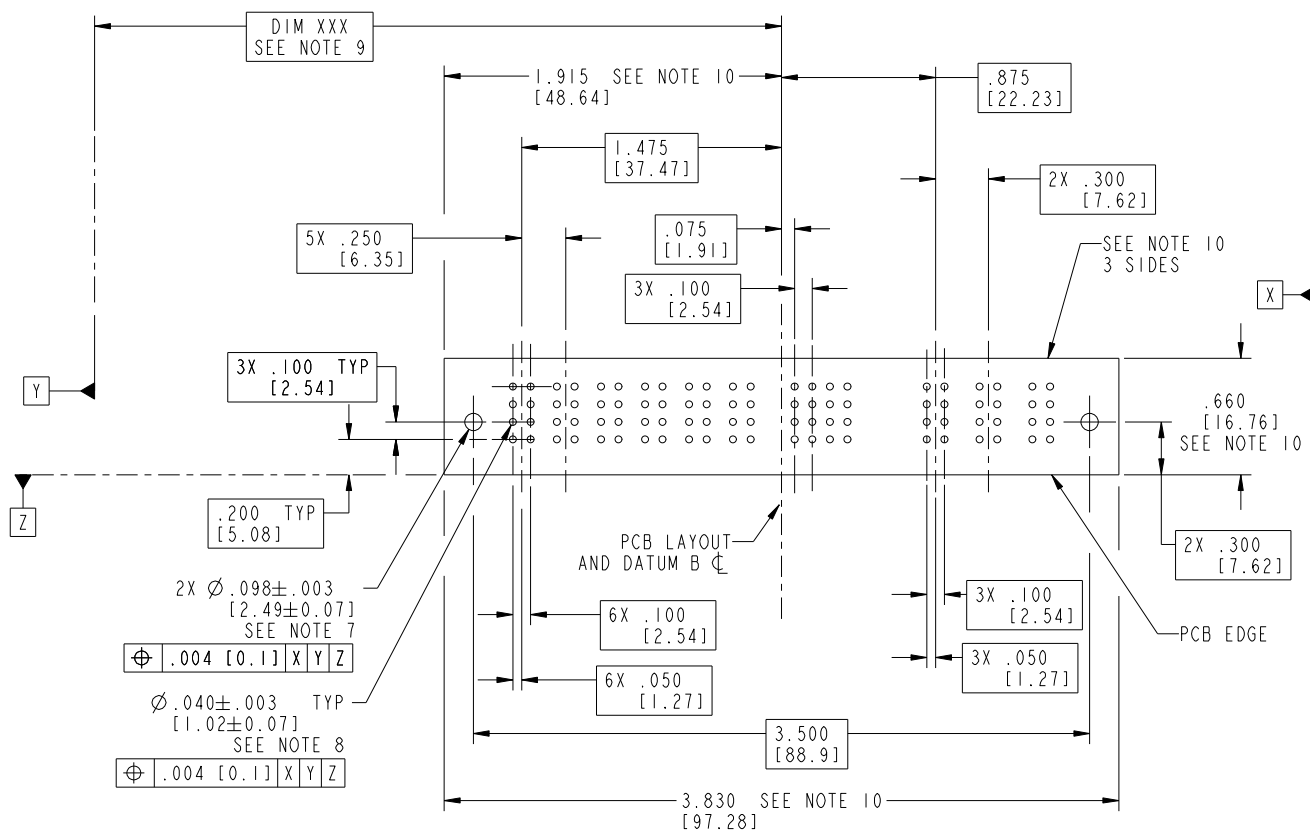 DIM XXX
SEE NOTE 9
1.915 SEE NOTE 10
[48.64]
.875
[22.23]
1.475
[37.47]
2X .300
[7.62]
5X .250
[6.35]
.075
[1.91]
SEE NOTE 10
3 SIDES
3X .100
[2.54]
X
3X .100 TYP
[2.54]
Y
.660
[16.76]
SEE NOTE 10
Z
.200 TYP
[5.08]
PCB LAYOUT
AND DATUM B ℄
2X .300
[7.62]
2X Ø.098±.003
[2.49±0.07]
SEE NOTE 7
⌖ .004 [0.1] X Y Z
6X .100
[2.54]
3X .100
[2.54]
PCB EDGE
6X .050
[1.27]
3X .050
[1.27]
Ø.040±.003 TYP
[1.02±0.07]
SEE NOTE 8
⌖ .004 [0.1] X Y Z
3.500
[88.9]
3.830 SEE NOTE 10
[97.28]